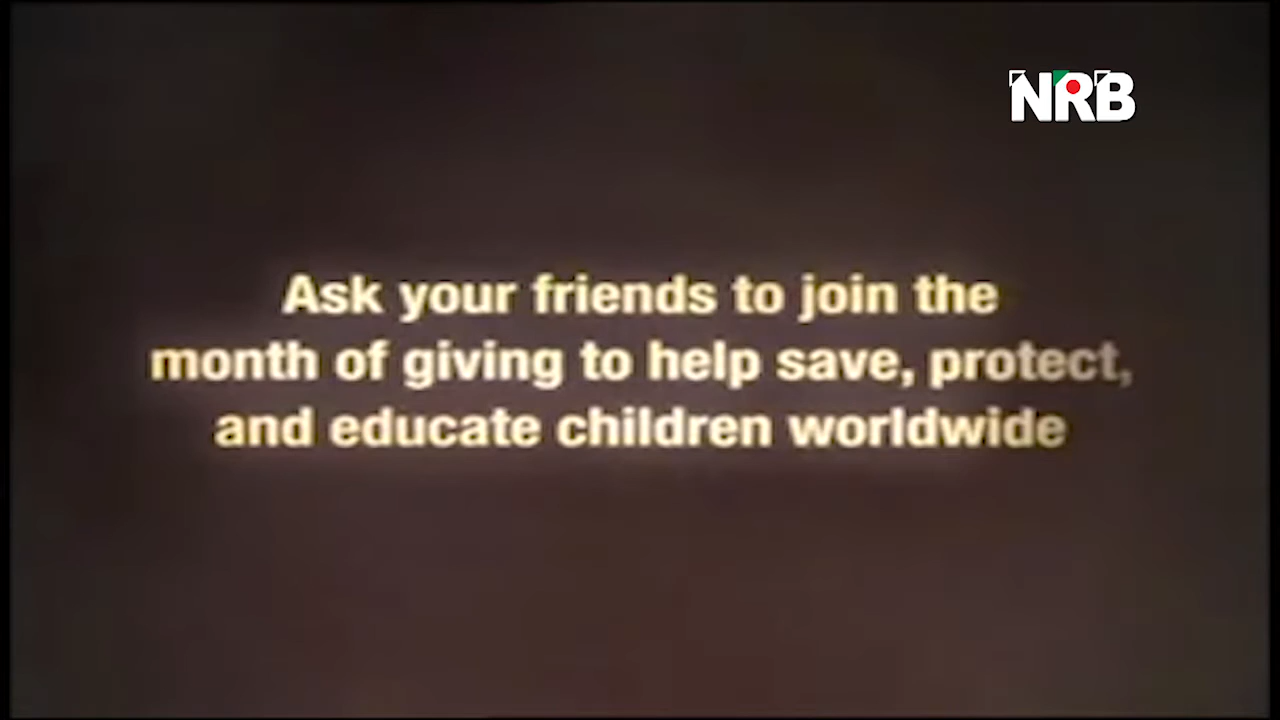 NRB
Ask your friends to join the
month of giving to help save, protect,
and educate children worldwide